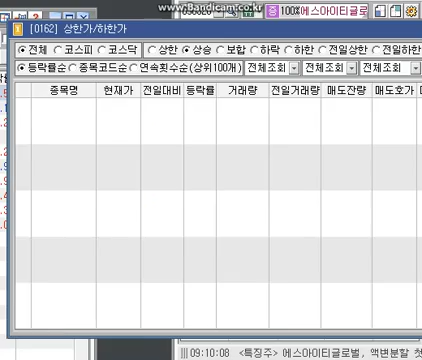 www.Bandicam.co.kr
100% 에스아이티글로
[0162] 상한가/하한가
전체 코스피 코스닥 상한 상승 보합 하락 하한 전일상한 전일하한
등락률순 종목코드순 연속횟수순(상위100개) 전체조회 전체조회 전체조회
종목명 현재가 전일대비 등락률 거래량 전일거래량 매도잔량 매도호가
09:10:08 <특징주> 에스아이티글로벌, 액변분할 첫